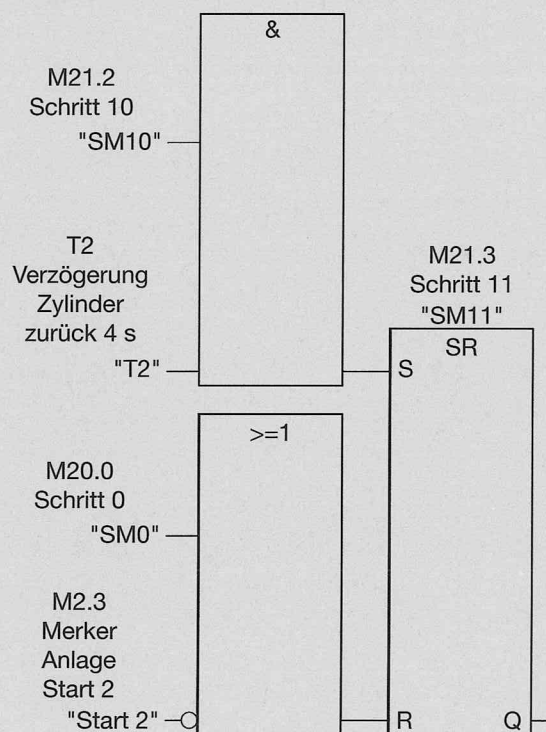 &
M21.2
Schritt 10
"SM10"
T2
Verzögerung
Zylinder
zurück 4 s
"T2"
M21.3
Schritt 11
"SM11"
SR
S
>=1
M20.0
Schritt 0
"SM0"
M2.3
Merker
Anlage
Start 2
"Start 2"
R
Q